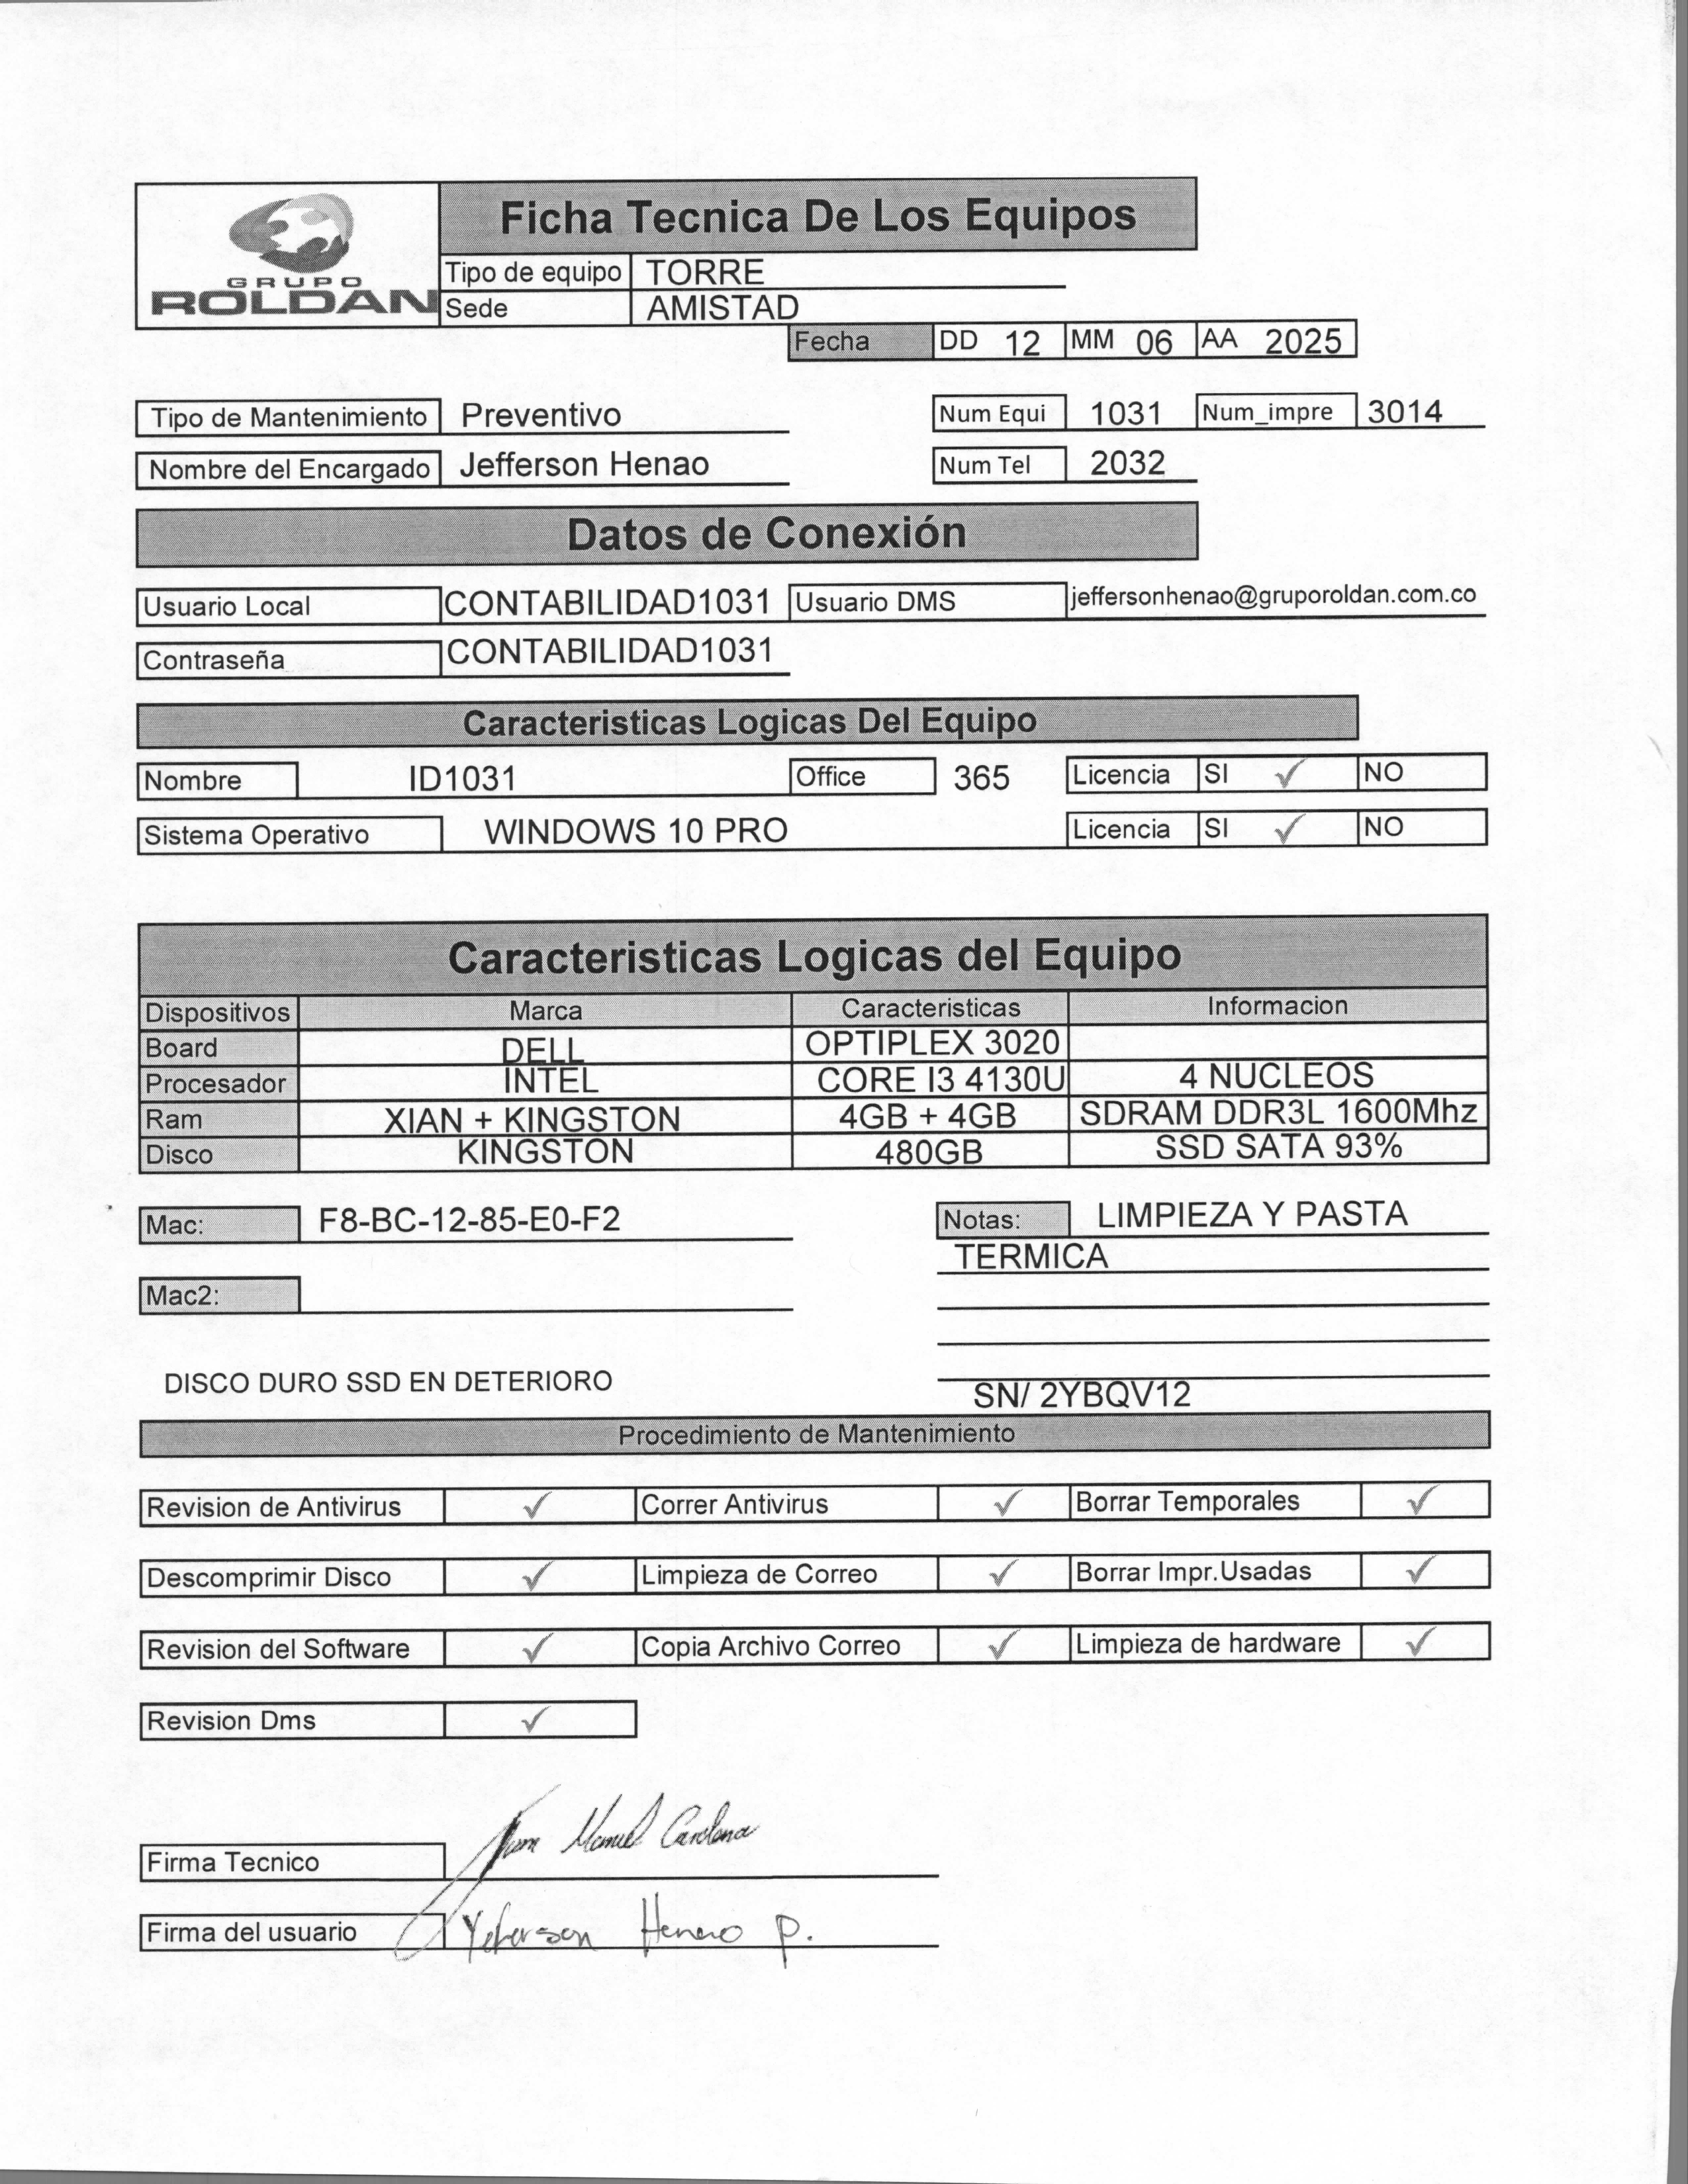 GRUPO
ROLDAN
Ficha Tecnica De Los Equipos
Tipo de equipo TORRE
Sede AMISTAD
Fecha DD 12 MM 06 AA 2025
Tipo de Mantenimiento Preventivo Num Equi 1031 Num_impre 3014
Nombre del Encargado Jefferson Henao Num Tel 2032
Datos de Conexión
Usuario Local CONTABILIDAD1031 Usuario DMS jeffersonhenao@gruporoldan.com.co
Contraseña CONTABILIDAD1031
Caracteristicas Logicas Del Equipo
Nombre ID1031 Office 365 Licencia SI ✓ NO
Sistema Operativo WINDOWS 10 PRO Licencia SI ✓ NO
Caracteristicas Logicas del Equipo
Dispositivos Marca Caracteristicas Informacion
Board DELL OPTIPLEX 3020
Procesador INTEL CORE I3 4130U 4 NUCLEOS
Ram XIAN + KINGSTON 4GB + 4GB SDRAM DDR3L 1600Mhz
Disco KINGSTON 480GB SSD SATA 93%
Mac: F8-BC-12-85-E0-F2 Notas: LIMPIEZA Y PASTA
TERMICA
Mac2:
DISCO DURO SSD EN DETERIORO SN/ 2YBQV12
Procedimiento de Mantenimiento
Revision de Antivirus ✓ Correr Antivirus ✓ Borrar Temporales ✓
Descomprimir Disco ✓ Limpieza de Correo ✓ Borrar Impr.Usadas ✓
Revision del Software ✓ Copia Archivo Correo ✓ Limpieza de hardware ✓
Revision Dms ✓
Firma Tecnico Juan Manuel Cardona
Firma del usuario Yeferson Henao P.